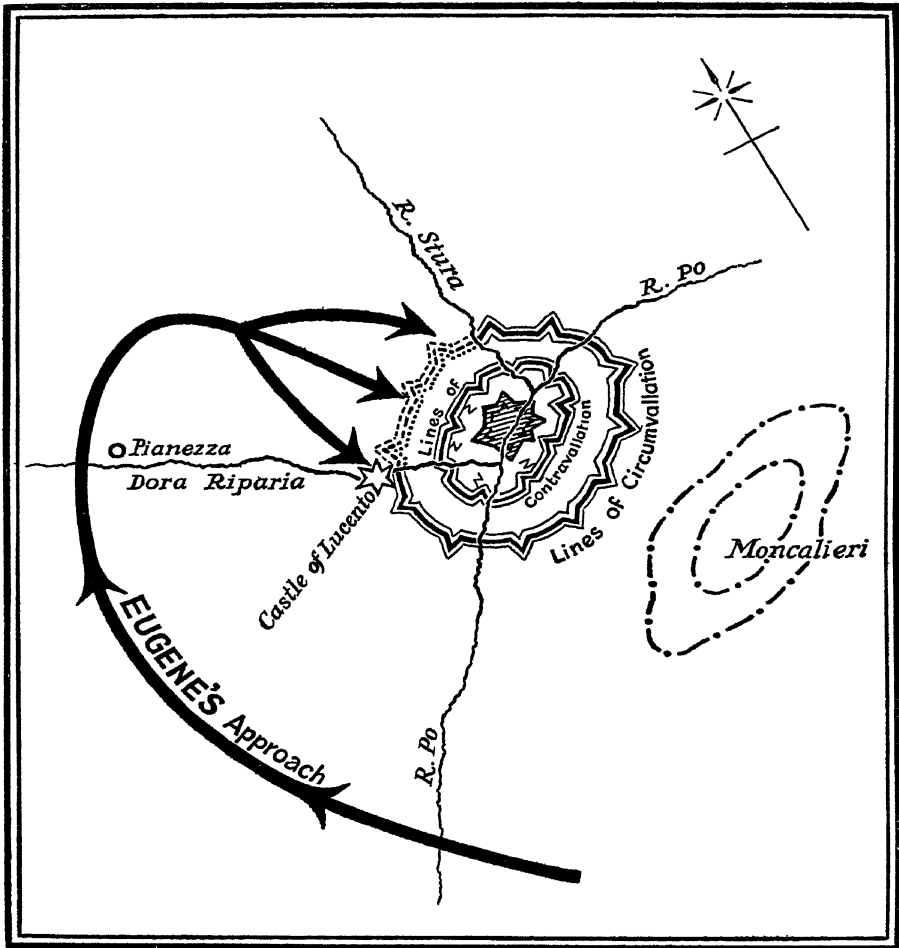 R. Stura
R. Po
Pianezza
Dora Riparia
Castle of Lucento
Lines of
Contravallation
Lines of Circumvallation
Moncalieri
EUGENE'S Approach
R. Po